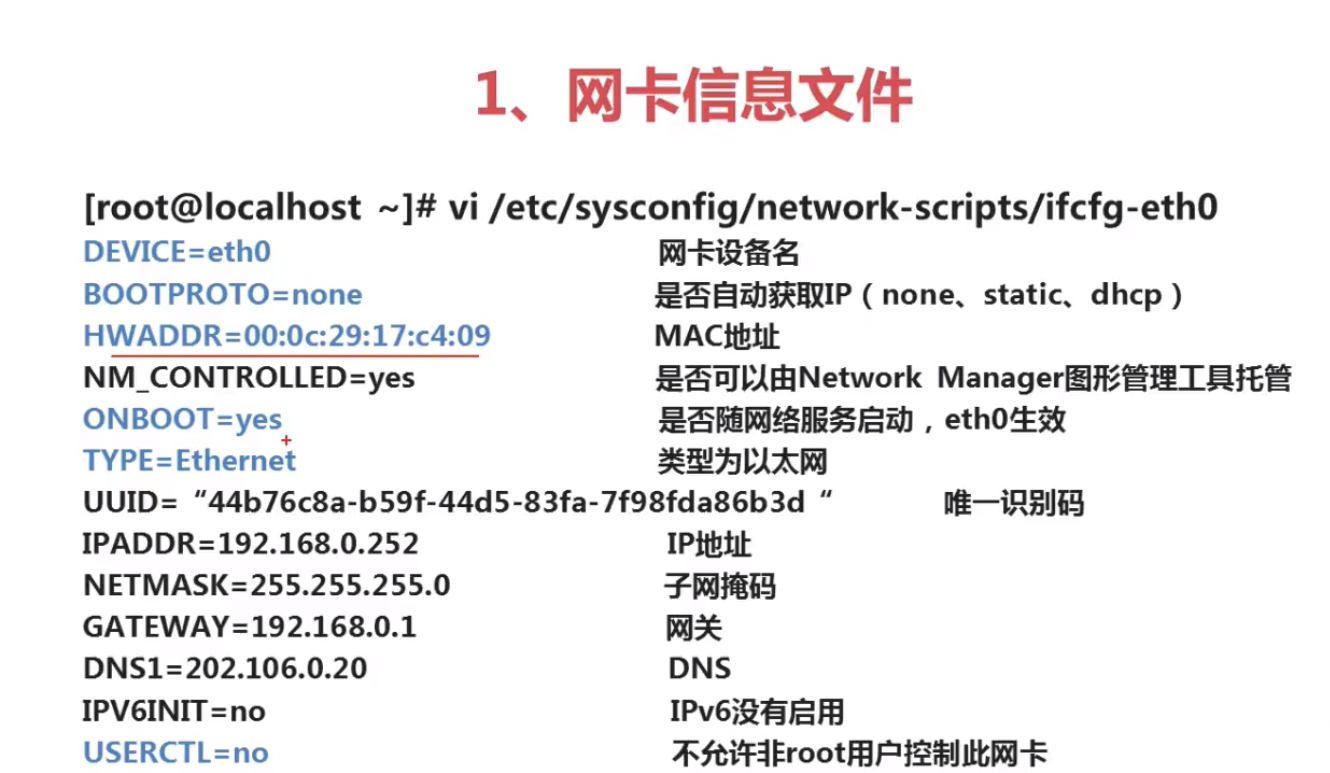 1、网卡信息文件
[root@localhost ~]# vi /etc/sysconfig/network-scripts/ifcfg-eth0
DEVICE=eth0 网卡设备名
BOOTPROTO=none 是否自动获取IP（none、static、dhcp）
HWADDR=00:0c:29:17:c4:09 MAC地址
NM_CONTROLLED=yes 是否可以由Network Manager图形管理工具托管
ONBOOT=yes 是否随网络服务启动，eth0生效
TYPE=Ethernet 类型为以太网
UUID=“44b76c8a-b59f-44d5-83fa-7f98fda86b3d“ 唯一识别码
IPADDR=192.168.0.252 IP地址
NETMASK=255.255.255.0 子网掩码
GATEWAY=192.168.0.1 网关
DNS1=202.106.0.20 DNS
IPV6INIT=no IPv6没有启用
USERCTL=no 不允许非root用户控制此网卡